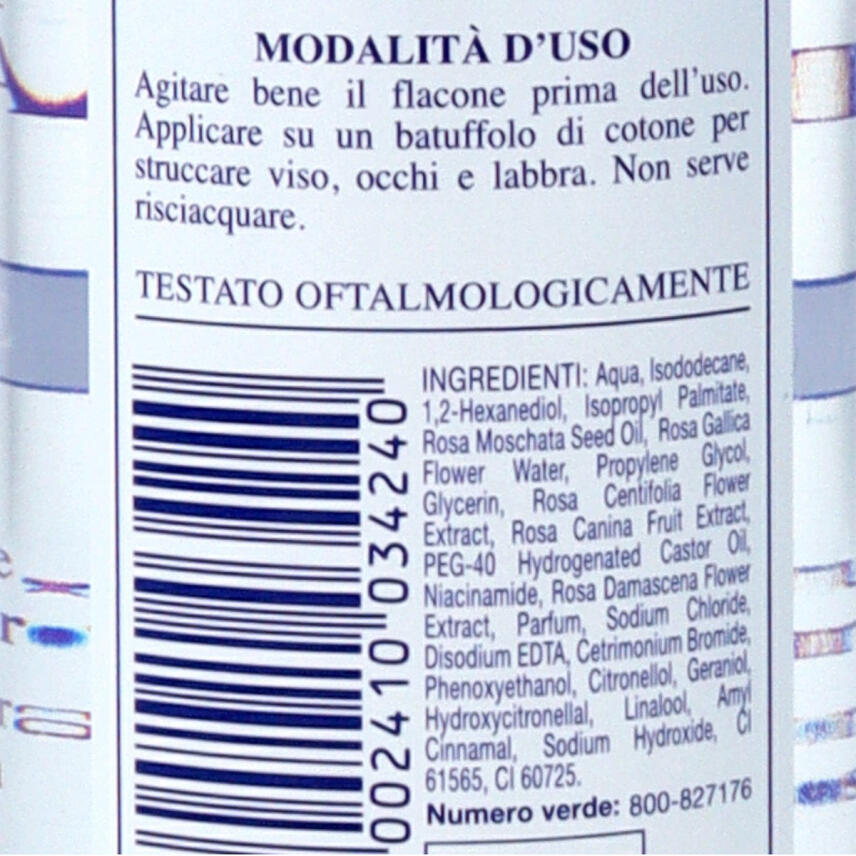 MODALITÀ D'USO
Agitare bene il flacone prima dell'uso.
Applicare su un batuffolo di cotone per
struccare viso, occhi e labbra. Non serve
risciacquare.
TESTATO OFTALMOLOGICAMENTE
INGREDIENTI: Aqua, Isododecane,
1,2-Hexanediol, Isopropyl Palmitate,
Rosa Moschata Seed Oil, Rosa Gallica
Flower Water, Propylene Glycol,
Glycerin, Rosa Centifolia Flower
Extract, Rosa Canina Fruit Extract,
PEG-40 Hydrogenated Castor Oil,
Niacinamide, Rosa Damascena Flower
Extract, Parfum, Sodium Chloride,
Disodium EDTA, Cetrimonium Bromide,
Phenoxyethanol, Citronellol, Geraniol,
Hydroxycitronellal, Linalool, Amyl
Cinnamal, Sodium Hydroxide, CI
61565, CI 60725.
Numero verde: 800-827176
002410 034240